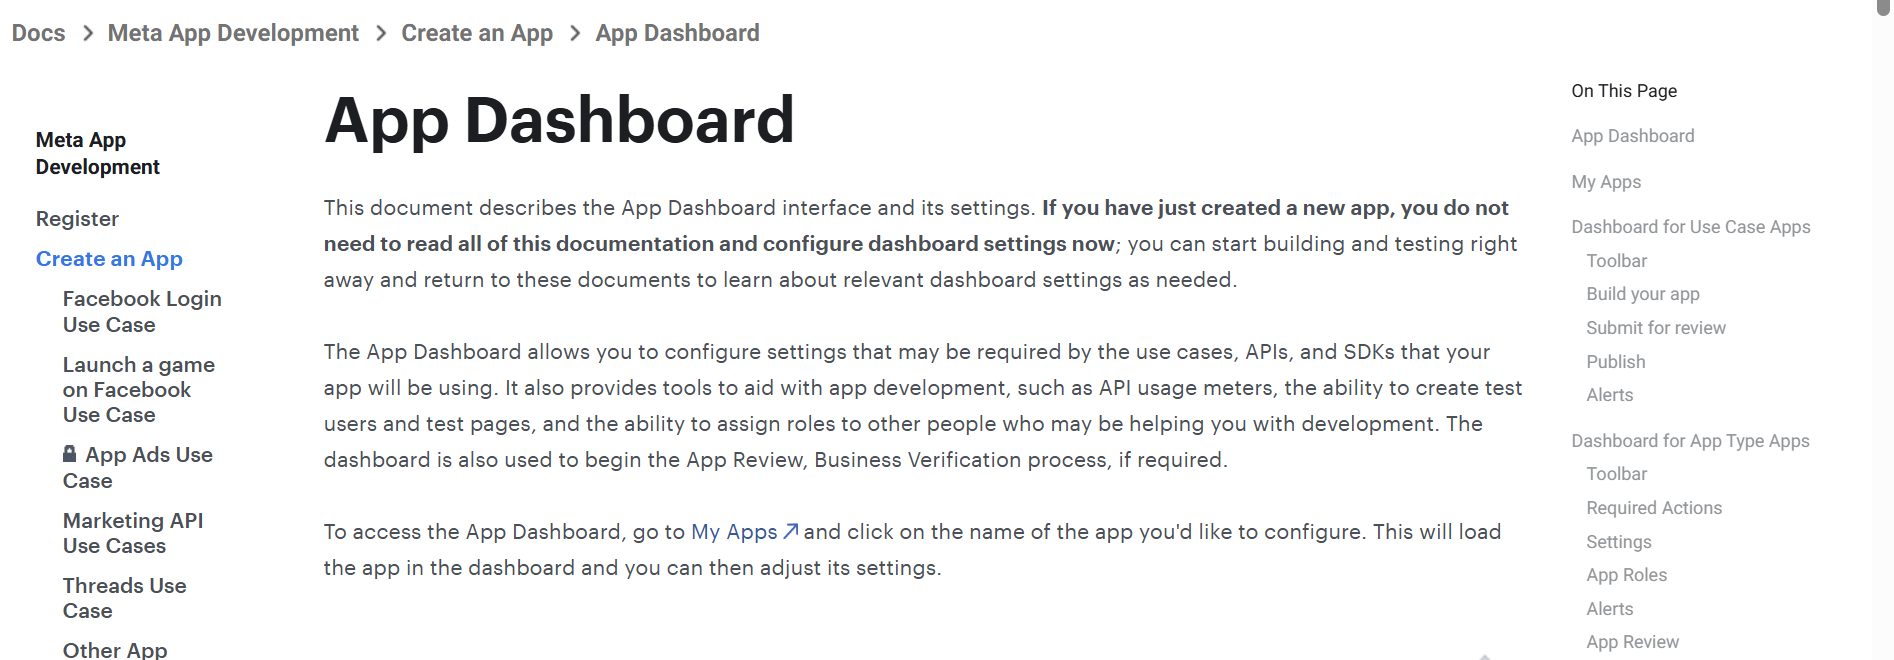 Docs > Meta App Development > Create an App > App Dashboard
Meta App
Development
Register
Create an App
Facebook Login
Use Case
Launch a game
on Facebook
Use Case
App Ads Use
Case
Marketing API
Use Cases
Threads Use
Case
Other App
App Dashboard
This document describes the App Dashboard interface and its settings. If you have just created a new app, you do not
need to read all of this documentation and configure dashboard settings now; you can start building and testing right
away and return to these documents to learn about relevant dashboard settings as needed.
The App Dashboard allows you to configure settings that may be required by the use cases, APIs, and SDKs that your
app will be using. It also provides tools to aid with app development, such as API usage meters, the ability to create test
users and test pages, and the ability to assign roles to other people who may be helping you with development. The
dashboard is also used to begin the App Review, Business Verification process, if required.
To access the App Dashboard, go to My Apps and click on the name of the app you'd like to configure. This will load
the app in the dashboard and you can then adjust its settings.
On This Page
App Dashboard
My Apps
Dashboard for Use Case Apps
Toolbar
Build your app
Submit for review
Publish
Alerts
Dashboard for App Type Apps
Toolbar
Required Actions
Settings
App Roles
Alerts
App Review